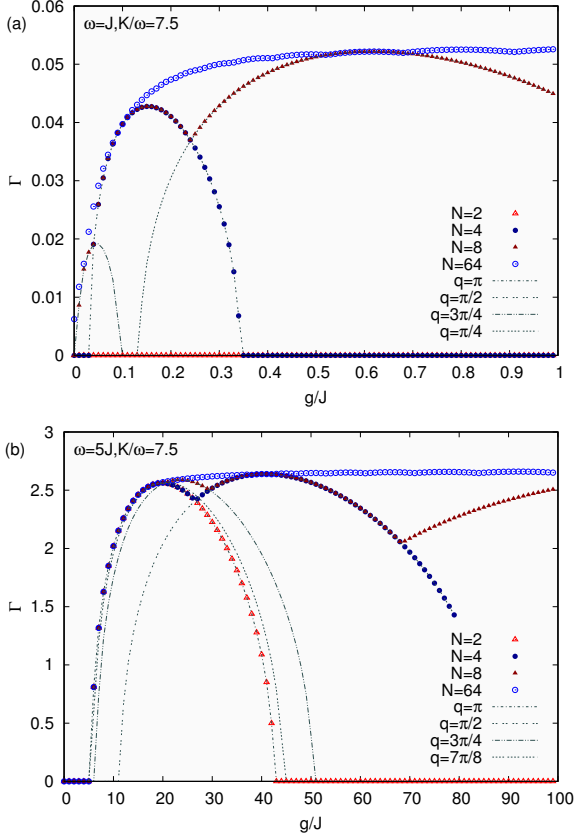 (a)
ω=J,K/ω=7.5
0.06
0.05
0.04
0.03
0.02
0.01
0
Γ
N=2
N=4
N=8
N=64
q=π
q=π/2
q=3π/4
q=π/4
0 0.1 0.2 0.3 0.4 0.5 0.6 0.7 0.8 0.9 1
g/J
(b)
ω=5J,K/ω=7.5
3
2.5
2
1.5
1
0.5
0
Γ
N=2
N=4
N=8
N=64
q=π
q=π/2
q=3π/4
q=7π/8
0 10 20 30 40 50 60 70 80 90 100
g/J